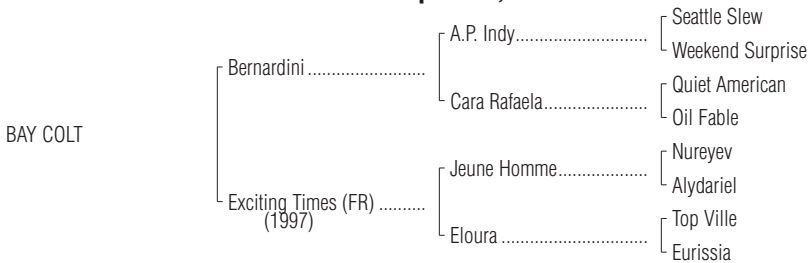 Seattle Slew
A.P. Indy
Weekend Surprise
Bernardini
Quiet American
Cara Rafaela
Oil Fable
BAY COLT
Nureyev
Jeune Homme
Alydariel
Exciting Times (FR)
(1997)
Top Ville
Eloura
Eurissia